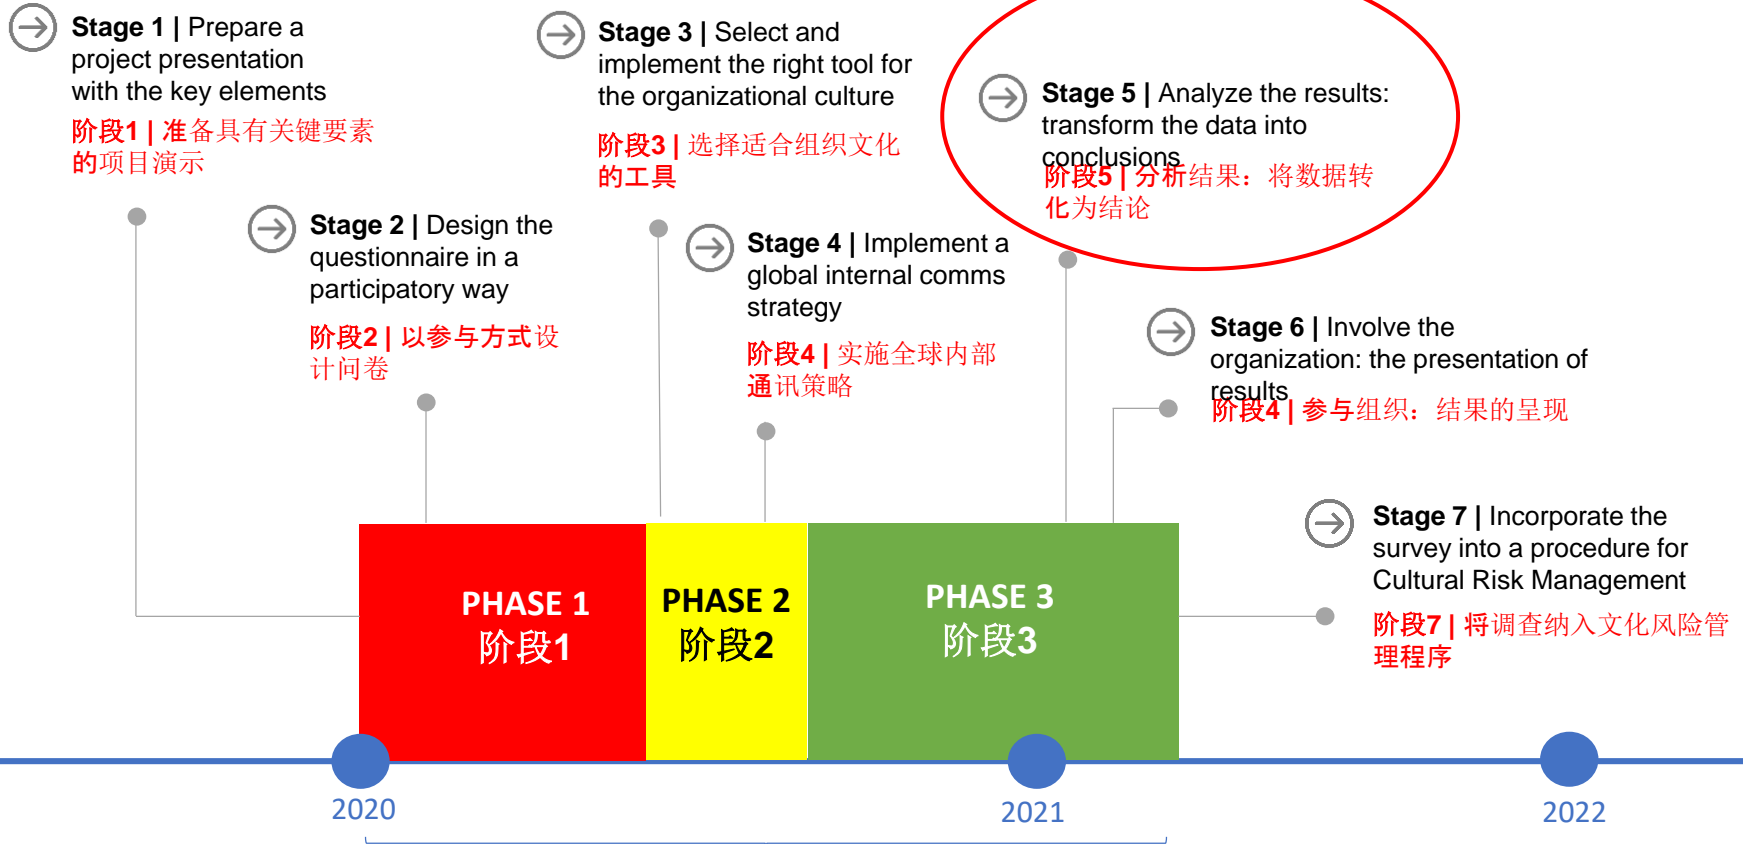 Stage 1 | Prepare a
project presentation
with the key elements
阶段1 | 准备具有关键要素
的项目演示
Stage 2 | Design the
questionnaire in a
participatory way
阶段2 | 以参与方式设
计问卷
Stage 3 | Select and
implement the right tool for
the organizational culture
阶段3 | 选择适合组织文化
的工具
Stage 4 | Implement a
global internal comms
strategy
阶段4 | 实施全球内部
通讯策略
Stage 5 | Analyze the results:
transform the data into
conclusions
阶段5 | 分析结果：将数据转
化为结论
Stage 6 | Involve the
organization: the presentation of
results
阶段4 | 参与组织：结果的呈现
Stage 7 | Incorporate the
survey into a procedure for
Cultural Risk Management
阶段7 | 将调查纳入文化风险管
理程序
PHASE 1
阶段1
PHASE 2
阶段2
PHASE 3
阶段3
2020
2021
2022